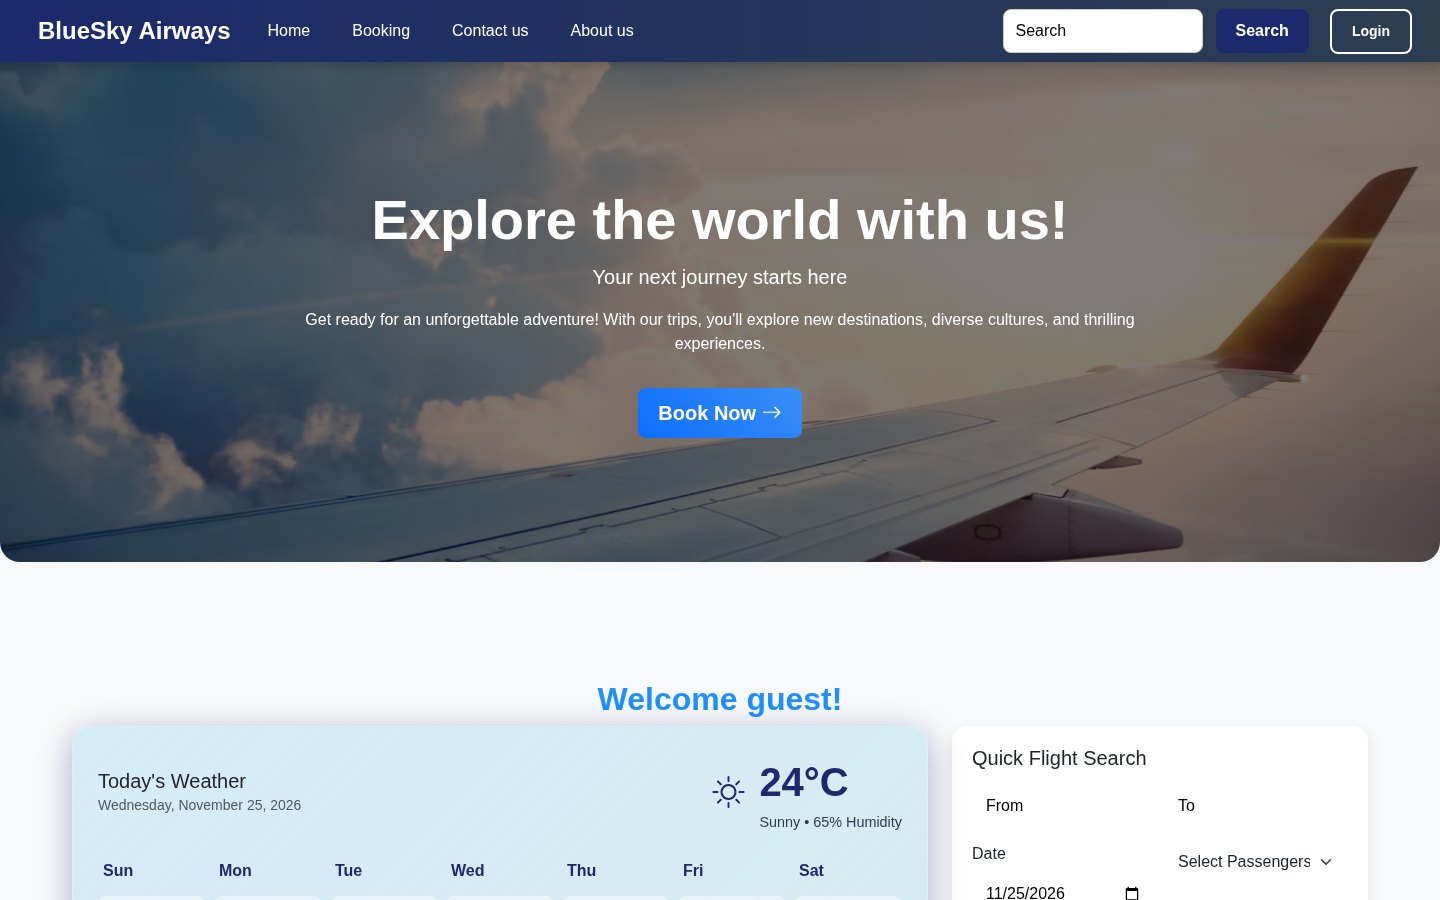 BlueSky Airways Home Booking Contact us About us Search Search Login
Explore the world with us!
Your next journey starts here
Get ready for an unforgettable adventure! With our trips, you'll explore new destinations, diverse cultures, and thrilling
experiences.
Book Now →
Welcome guest!
Today's Weather
Wednesday, November 25, 2026
24°C
Sunny • 65% Humidity
Sun Mon Tue Wed Thu Fri Sat
Quick Flight Search
From To
Date
Select Passengers
11/25/2026